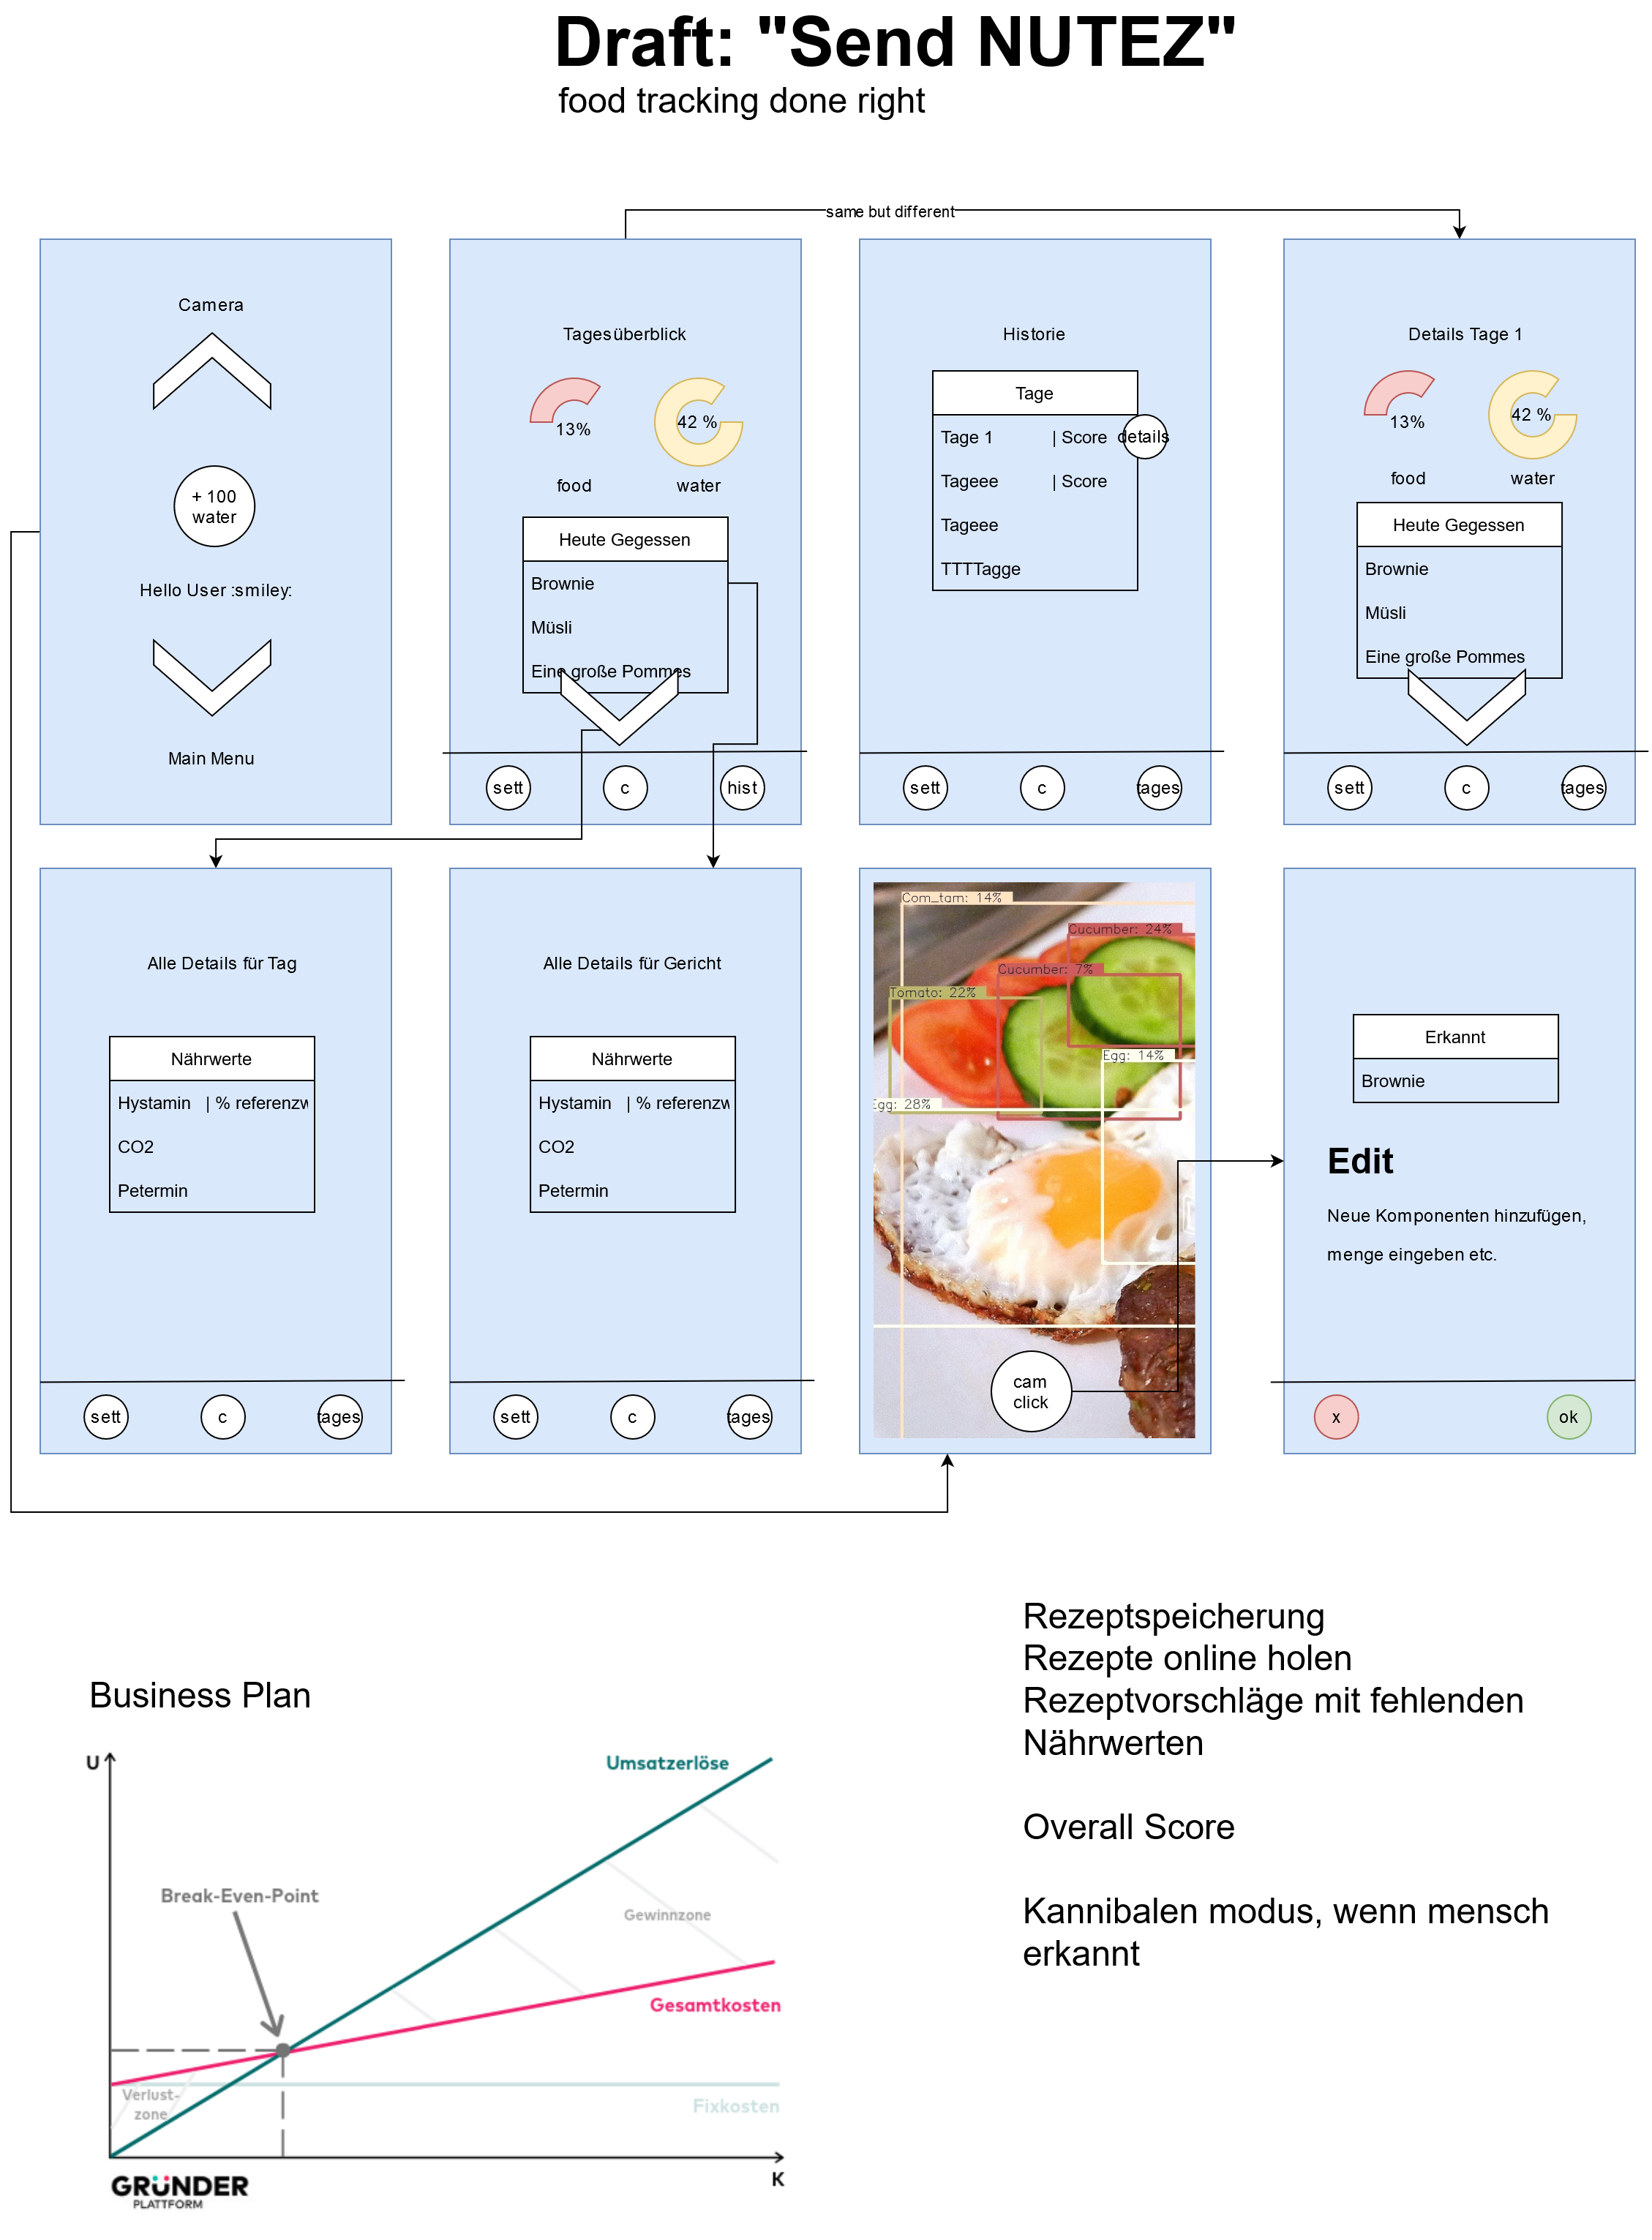 Draft: "Send NUTEZ"
food tracking done right
same but different
Camera
+ 100
water
Hello User :smiley:
Main Menu
Tagesüberblick
13%
42 %
food
water
Heute Gegessen
Brownie
Müsli
Eine große Pommes
sett
c
hist
Historie
Tage
Tage 1 | Score
details
Tageee | Score
Tageee
TTTTagge
sett
c
tages
Details Tage 1
13%
42 %
food
water
Heute Gegessen
Brownie
Müsli
Eine große Pommes
sett
c
tages
Alle Details für Tag
Nährwerte
Hystamin | % referenzw
CO2
Petermin
sett
c
tages
Alle Details für Gericht
Nährwerte
Hystamin | % referenzw
CO2
Petermin
sett
c
tages
Com_tam: 14%
Cucumber: 24%
Cucumber: 7%
Tomato: 22%
Egg: 14%
Egg: 28%
cam
click
Erkannt
Brownie
Edit
Neue Komponenten hinzufügen,
menge eingeben etc.
x
ok
Business Plan
U
Umsatzerlöse
Break-Even-Point
Gewinnzone
Gesamtkosten
Verlust-
zone
Fixkosten
K
GRÜNDER
PLATTFORM
Rezeptspeicherung
Rezepte online holen
Rezeptvorschläge mit fehlenden
Nährwerten
Overall Score
Kannibalen modus, wenn mensch
erkannt